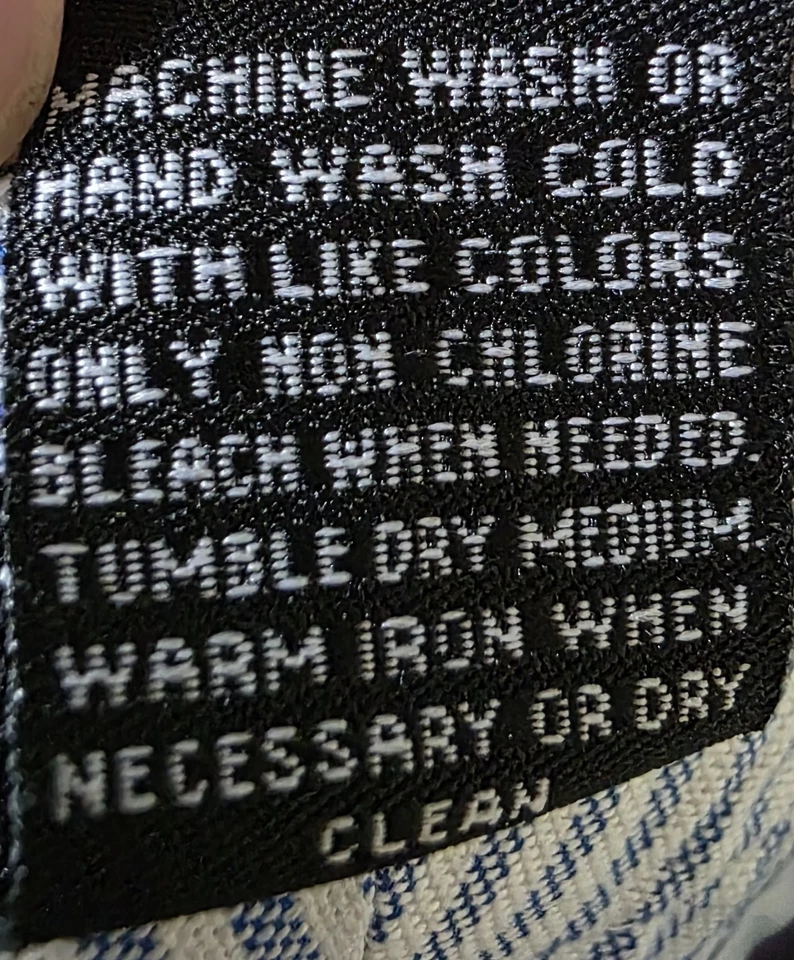 MACHINE WASH OR
HAND WASH COLD
WITH LIKE COLORS
ONLY NON CHLORINE
BLEACH WHEN NEEDED.
TUMBLE DRY MEDIUM.
WARM IRON WHEN
NECESSARY OR DRY
CLEAN